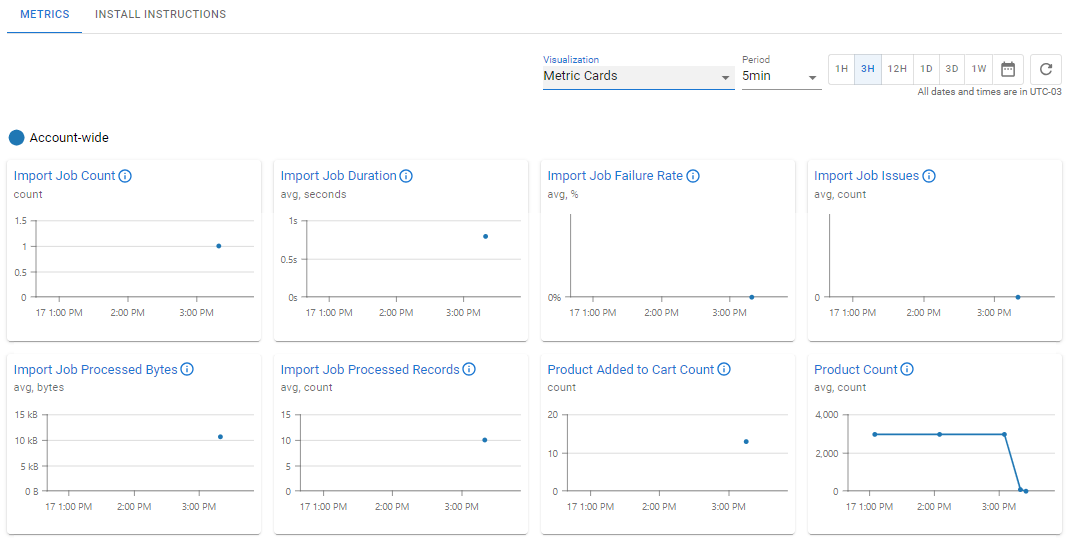 METRICS INSTALL INSTRUCTIONS
Visualization Period
Metric Cards 5min 1H 3H 12H 1D 3D 1W
All dates and times are in UTC-03
Account-wide
Import Job Count
count
1.5
1
0.5
0
17 1:00 PM 2:00 PM 3:00 PM
Import Job Duration
avg, seconds
1s
0.5s
0s
17 1:00 PM 2:00 PM 3:00 PM
Import Job Failure Rate
avg, %
0%
17 1:00 PM 2:00 PM 3:00 PM
Import Job Issues
avg, count
0
17 1:00 PM 2:00 PM 3:00 PM
Import Job Processed Bytes
avg, bytes
15 kB
10 kB
5 kB
0 B
17 1:00 PM 2:00 PM 3:00 PM
Import Job Processed Records
avg, count
15
10
5
0
17 1:00 PM 2:00 PM 3:00 PM
Product Added to Cart Count
count
20
10
0
17 1:00 PM 2:00 PM 3:00 PM
Product Count
avg, count
4,000
2,000
0
17 1:00 PM 2:00 PM 3:00 PM